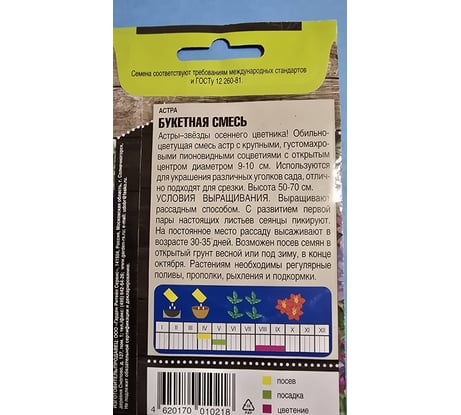 Семена соответствуют требованиям международных стандартов
и ГОСТу 12 260-81.
АСТРА
БУКЕТНАЯ СМЕСЬ
Астры–звёзды осеннего цветника! Обильно-
цветущая смесь астр с крупными, густомахро-
выми пионовидными соцветиями с открытым
центром диаметром 9-10 см. Используются
для украшения различных уголков сада, отлич-
но подходят для срезки. Высота 50-70 см.
УСЛОВИЯ ВЫРАЩИВАНИЯ. Выращивают
рассадным способом. С развитием первой
пары настоящих листьев сеянцы пикируют.
На постоянное место рассаду высаживают в
возрасте 30-35 дней. Возможен посев семян в
открытый грунт весной или под зиму, в конце
октября. Растениям необходимы регулярные
поливы, прополки, рыхления и подкормки.
I II III IV V VI VII VIII IX X XI XII
посев
посадка
цветение
4 620170 010218